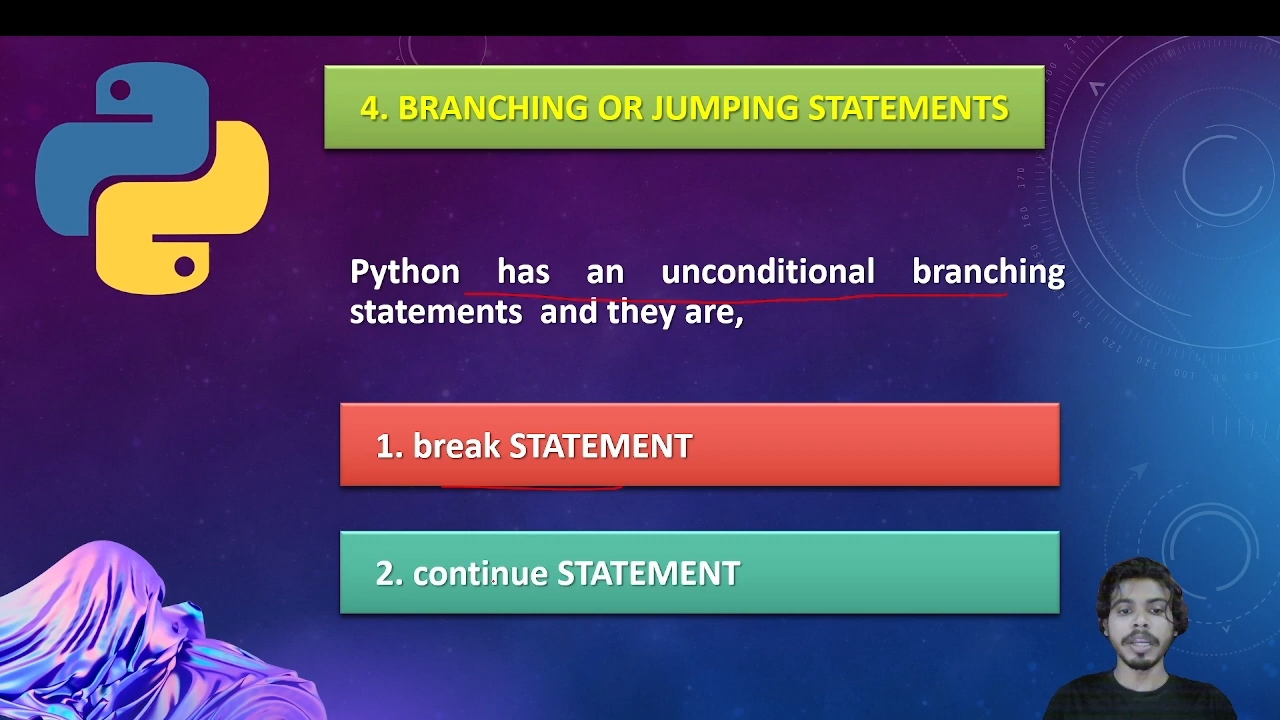 4. BRANCHING OR JUMPING STATEMENTS
Python has an unconditional branching
statements and they are,
1. break STATEMENT
2. continue STATEMENT